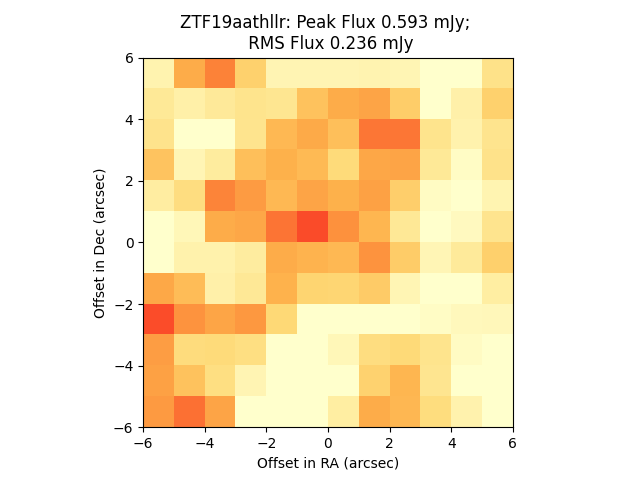 ZTF19aathllr: Peak Flux 0.593 mJy;
RMS Flux 0.236 mJy
6
4
2
0
−2
−4
−6
Offset in Dec (arcsec)
−6 −4 −2 0 2 4 6
Offset in RA (arcsec)